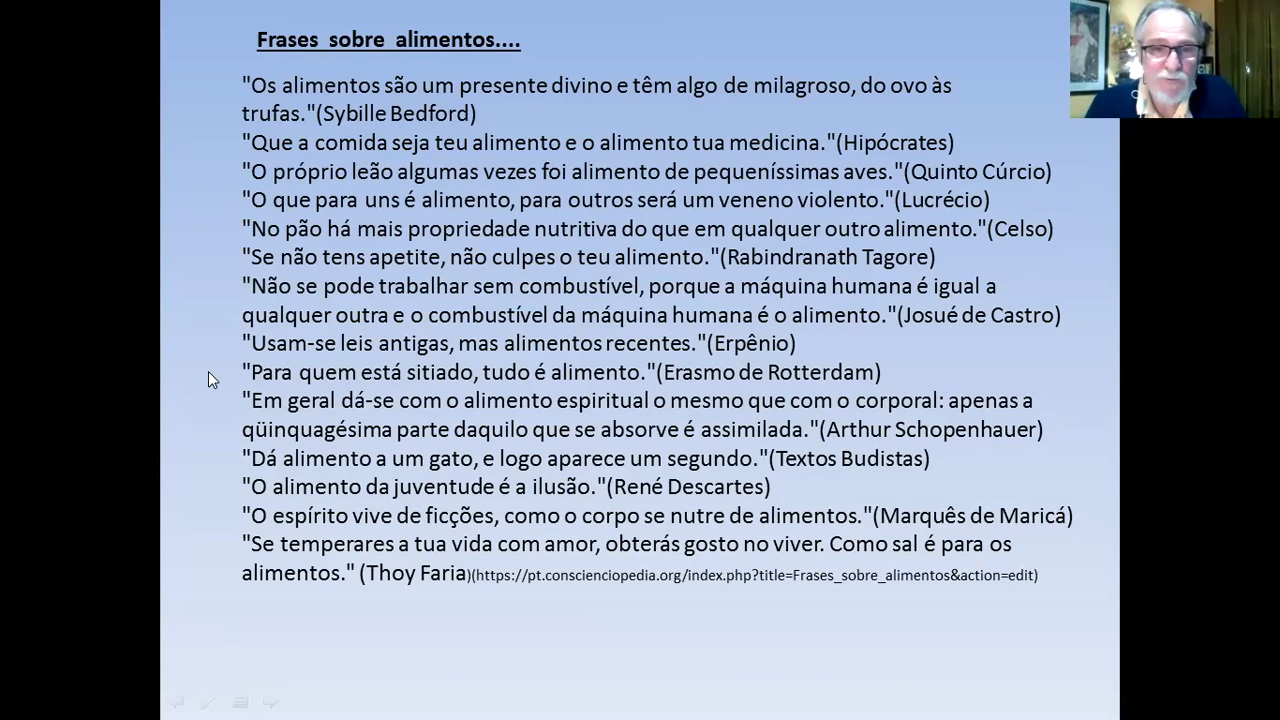 Frases sobre alimentos....
"Os alimentos são um presente divino e têm algo de milagroso, do ovo às
trufas."(Sybille Bedford)
"Que a comida seja teu alimento e o alimento tua medicina."(Hipócrates)
"O próprio leão algumas vezes foi alimento de pequeníssimas aves."(Quinto Cúrcio)
"O que para uns é alimento, para outros será um veneno violento."(Lucrécio)
"No pão há mais propriedade nutritiva do que em qualquer outro alimento."(Celso)
"Se não tens apetite, não culpes o teu alimento."(Rabindranath Tagore)
"Não se pode trabalhar sem combustível, porque a máquina humana é igual a
qualquer outra e o combustível da máquina humana é o alimento."(Josué de Castro)
"Usam-se leis antigas, mas alimentos recentes."(Erpênio)
"Para quem está sitiado, tudo é alimento."(Erasmo de Rotterdam)
"Em geral dá-se com o alimento espiritual o mesmo que com o corporal: apenas a
qüinquagésima parte daquilo que se absorve é assimilada."(Arthur Schopenhauer)
"Dá alimento a um gato, e logo aparece um segundo."(Textos Budistas)
"O alimento da juventude é a ilusão."(René Descartes)
"O espírito vive de ficções, como o corpo se nutre de alimentos."(Marquês de Maricá)
"Se temperares a tua vida com amor, obterás gosto no viver. Como sal é para os
alimentos." (Thoy Faria)(https://pt.conscienciopedia.org/index.php?title=Frases_sobre_alimentos&action=edit)